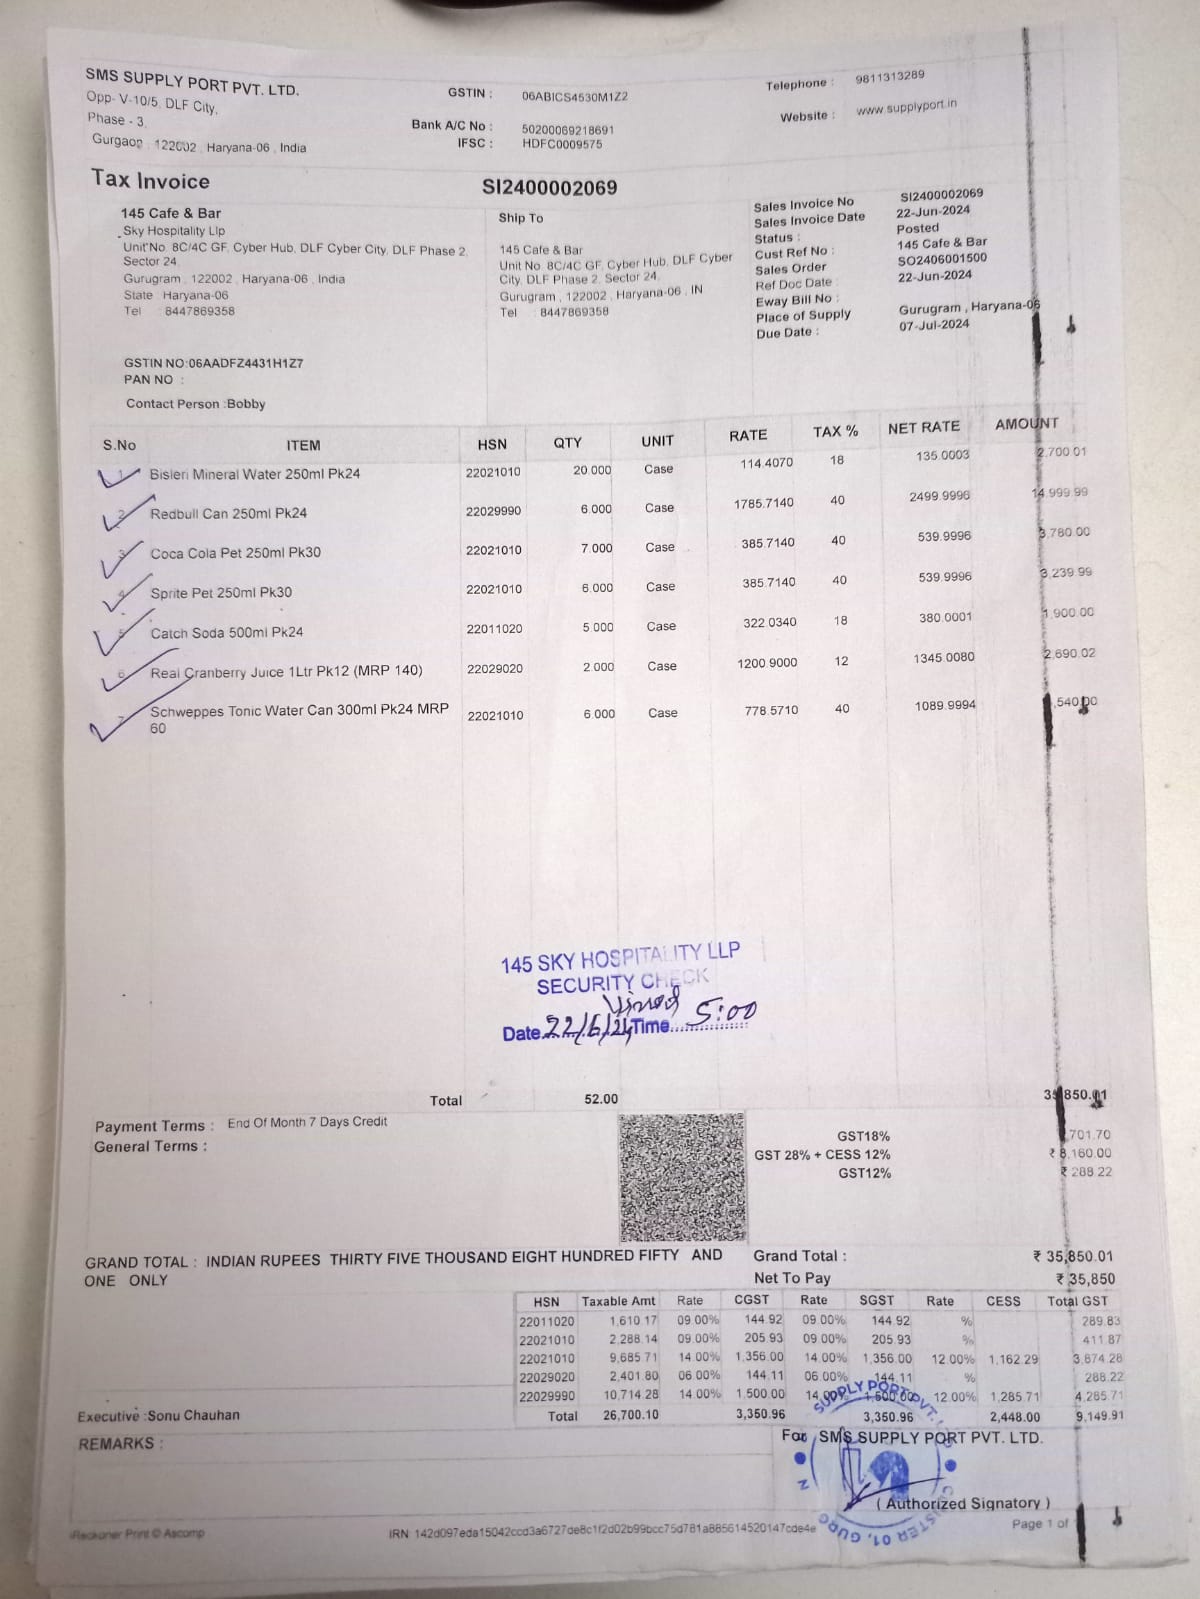 SMS SUPPLY PORT PVT. LTD.
Opp- V-10/5, DLF City,
Phase - 3,
Gurgaon , 122002 , Haryana-06 , India
GSTIN : 06ABICS4530M1Z2
Bank A/C No : 50200069218691
IFSC : HDFC0009575
Telephone : 9811313289
Website : www.supplyport.in
Tax Invoice
SI2400002069
145 Cafe & Bar
Sky Hospitality Llp
Unit No. 8C/4C GF, Cyber Hub, DLF Cyber City, DLF Phase 2,
Sector 24,
Gurugram , 122002 , Haryana-06 , India
State : Haryana-06
Tel : 8447869358
GSTIN NO:06AADFZ4431H1Z7
PAN NO :
Contact Person :Bobby
Ship To
145 Cafe & Bar
Unit No. 8C/4C GF, Cyber Hub, DLF Cyber
City, DLF Phase 2, Sector 24,
Gurugram , 122002 , Haryana-06 , IN
Tel : 8447869358
Sales Invoice No SI2400002069
Sales Invoice Date 22-Jun-2024
Status : Posted
Cust Ref No : 145 Cafe & Bar
Sales Order SO2406001500
Ref Doc Date : 22-Jun-2024
Eway Bill No :
Place of Supply Gurugram , Haryana-06
Due Date : 07-Jul-2024
S.No ITEM HSN QTY UNIT RATE TAX % NET RATE AMOUNT
1 Bisleri Mineral Water 250ml Pk24 22021010 20.000 Case 114.4070 18 135.0003 2,700.01
2 Redbull Can 250ml Pk24 22029990 6.000 Case 1785.7140 40 2499.9996 14,999.99
3 Coca Cola Pet 250ml Pk30 22021010 7.000 Case 385.7140 40 539.9996 3,780.00
4 Sprite Pet 250ml Pk30 22021010 6.000 Case 385.7140 40 539.9996 3,239.99
5 Catch Soda 500ml Pk24 22011020 5.000 Case 322.0340 18 380.0001 1,900.00
6 Real Cranberry Juice 1Ltr Pk12 (MRP 140) 22029020 2.000 Case 1200.9000 12 1345.0080 2,690.02
7 Schweppes Tonic Water Can 300ml Pk24 MRP 22021010 6.000 Case 778.5710 40 1089.9994 ,540.00
60
145 SKY HOSPITALITY LLP
SECURITY CHECK
Date 22/6/24 Time 5:00
Total 52.00 35,850.01
Payment Terms : End Of Month 7 Days Credit
General Terms :
GST18% 701.70
GST 28% + CESS 12% ₹ 8,160.00
GST12% ₹ 288.22
GRAND TOTAL : INDIAN RUPEES THIRTY FIVE THOUSAND EIGHT HUNDRED FIFTY AND
ONE ONLY
Grand Total : ₹ 35,850.01
Net To Pay ₹ 35,850
HSN Taxable Amt Rate CGST Rate SGST Rate CESS Total GST
22011020 1,610.17 09.00% 144.92 09.00% 144.92 % 289.83
22021010 2,288.14 09.00% 205.93 09.00% 205.93 % 411.87
22021010 9,685.71 14.00% 1,356.00 14.00% 1,356.00 12.00% 1,162.29 3,874.28
22029020 2,401.80 06.00% 144.11 06.00% 144.11 % 288.22
22029990 10,714.28 14.00% 1,500.00 14.00% 1,500.00 12.00% 1,285.71 4,285.71
Total 26,700.10 3,350.96 3,350.96 2,448.00 9,149.91
Executive :Sonu Chauhan
REMARKS :
For SMS SUPPLY PORT PVT. LTD.
SUPPLY PORT PVT.
( Authorized Signatory )
Reckoner Print © Ascomp
IRN 142d097eda15042ccd3a6727de8c1f2d02b99bcc75d781a885614520147cde4e
Page 1 of